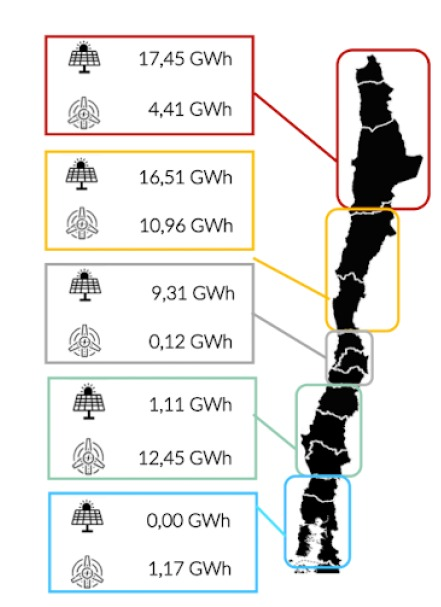 17,45 GWh
4,41 GWh
16,51 GWh
10,96 GWh
9,31 GWh
0,12 GWh
1,11 GWh
12,45 GWh
0,00 GWh
1,17 GWh